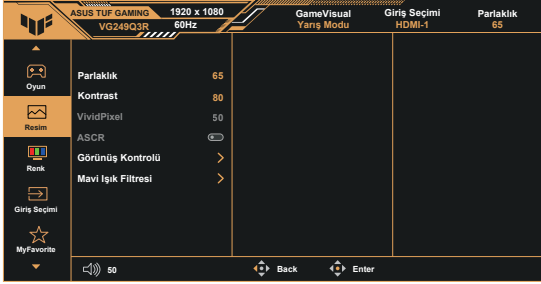 ASUS TUF GAMING 1920 x 1080 GameVisual Giriş Seçimi Parlaklık
VG249Q3R 60Hz Yarış Modu HDMI-1 65
Oyun
Parlaklık 65
Kontrast 80
Resim
VividPixel 50
ASCR
Görünüş Kontrolü
Renk
Mavi Işık Filtresi
Giriş Seçimi
MyFavorite
50 Back Enter